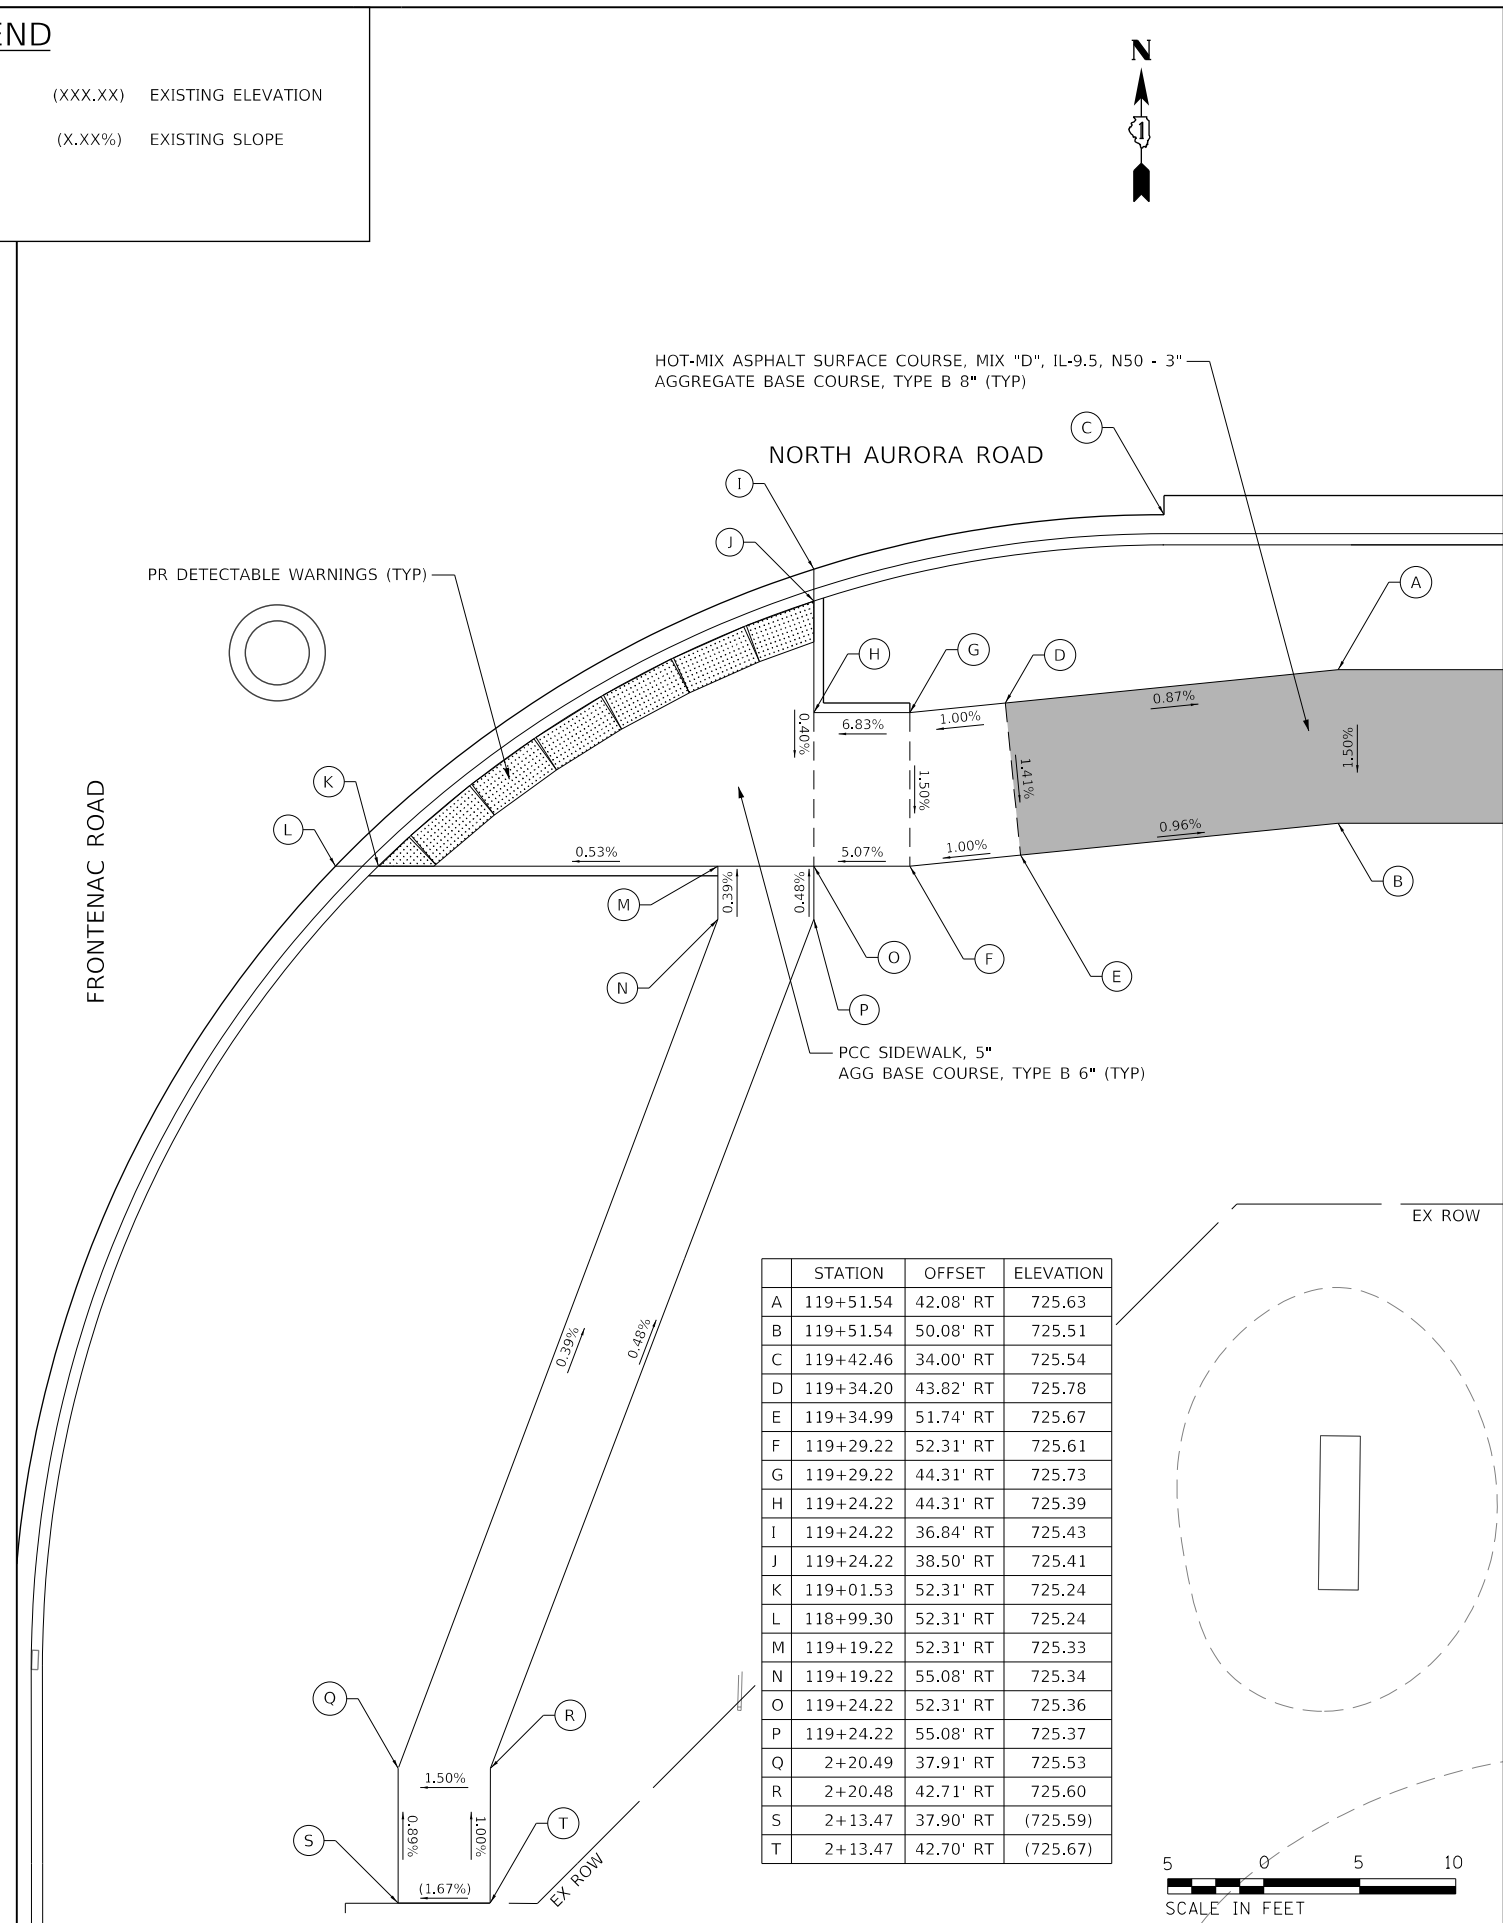 END
(XXX.XX) EXISTING ELEVATION
(X.XX%) EXISTING SLOPE
N
1
HOT-MIX ASPHALT SURFACE COURSE, MIX "D", IL-9.5, N50 - 3"
AGGREGATE BASE COURSE, TYPE B 8" (TYP)
C
NORTH AURORA ROAD
I
J
PR DETECTABLE WARNINGS (TYP)
A
H
G
D
0.87%
1.00%
6.83%
0.40%
1.50%
1.41%
1.50%
K
L
FRONTENAC ROAD
0.96%
0.53%
5.07%
1.00%
0.39%
0.48%
M
B
O
F
E
N
P
PCC SIDEWALK, 5"
AGG BASE COURSE, TYPE B 6" (TYP)
EX ROW
0.39%
0.48%
STATION OFFSET ELEVATION
A 119+51.54 42.08' RT 725.63
B 119+51.54 50.08' RT 725.51
C 119+42.46 34.00' RT 725.54
D 119+34.20 43.82' RT 725.78
E 119+34.99 51.74' RT 725.67
F 119+29.22 52.31' RT 725.61
G 119+29.22 44.31' RT 725.73
H 119+24.22 44.31' RT 725.39
I 119+24.22 36.84' RT 725.43
J 119+24.22 38.50' RT 725.41
K 119+01.53 52.31' RT 725.24
L 118+99.30 52.31' RT 725.24
M 119+19.22 52.31' RT 725.33
N 119+19.22 55.08' RT 725.34
O 119+24.22 52.31' RT 725.36
P 119+24.22 55.08' RT 725.37
Q 2+20.49 37.91' RT 725.53
R 2+20.48 42.71' RT 725.60
S 2+13.47 37.90' RT (725.59)
T 2+13.47 42.70' RT (725.67)
Q
R
1.50%
0.89%
1.00%
S
T
(1.67%)
EX ROW
5 0 5 10
SCALE IN FEET